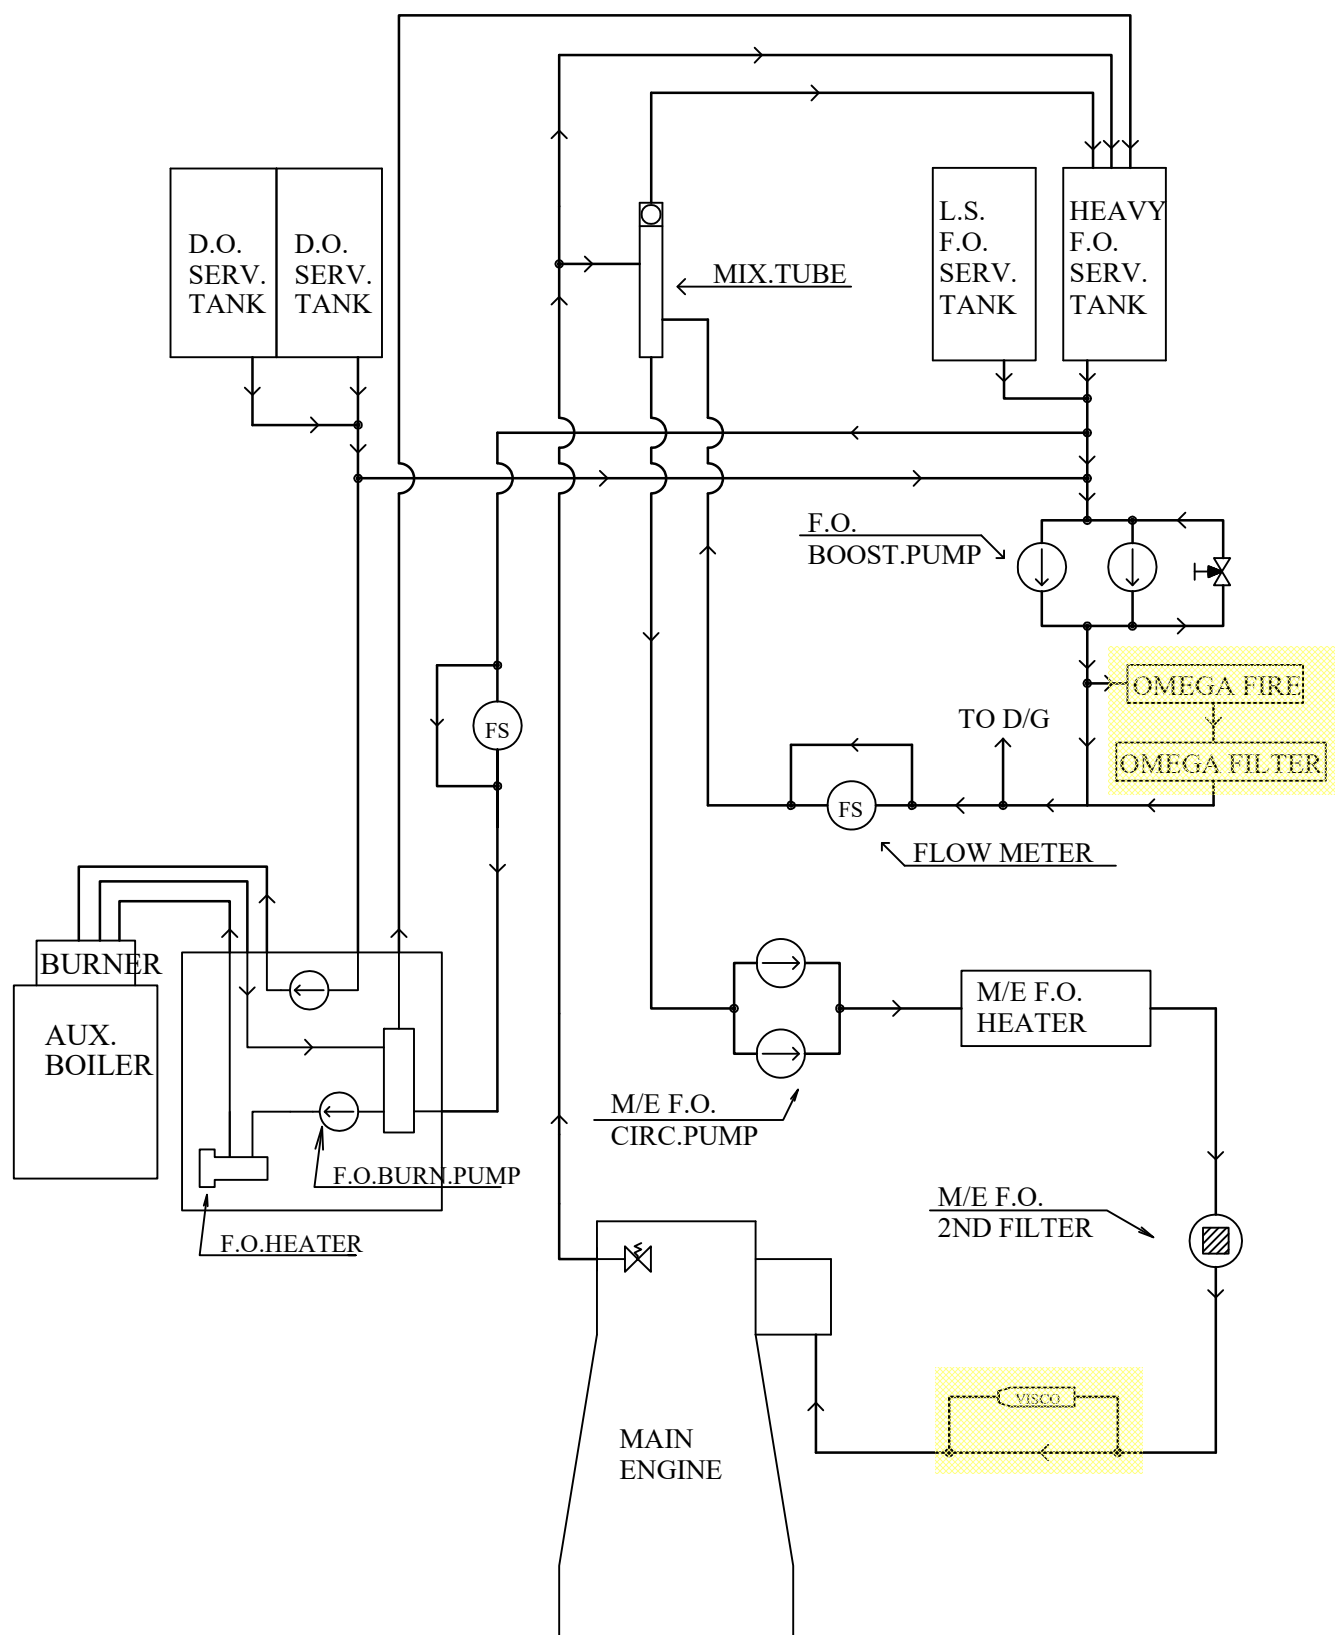 D.O.
SERV.
TANK
D.O.
SERV.
TANK
MIX.TUBE
L.S.
F.O.
SERV.
TANK
HEAVY
F.O.
SERV.
TANK
F.O.
BOOST.PUMP
OMEGA FIRE
OMEGA FILTER
TO D/G
FS
FS
FLOW METER
BURNER
AUX.
BOILER
M/E F.O.
HEATER
M/E F.O.
CIRC.PUMP
F.O.BURN.PUMP
F.O.HEATER
M/E F.O.
2ND FILTER
VISCO
MAIN
ENGINE